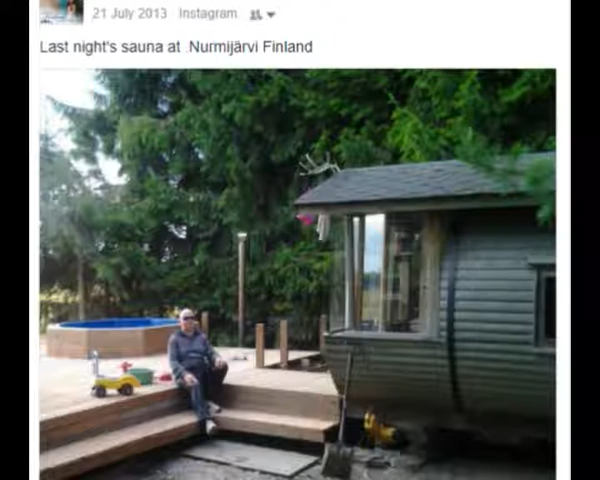 21 July 2013 Instagram
Last night's sauna at Nurmijärvi Finland